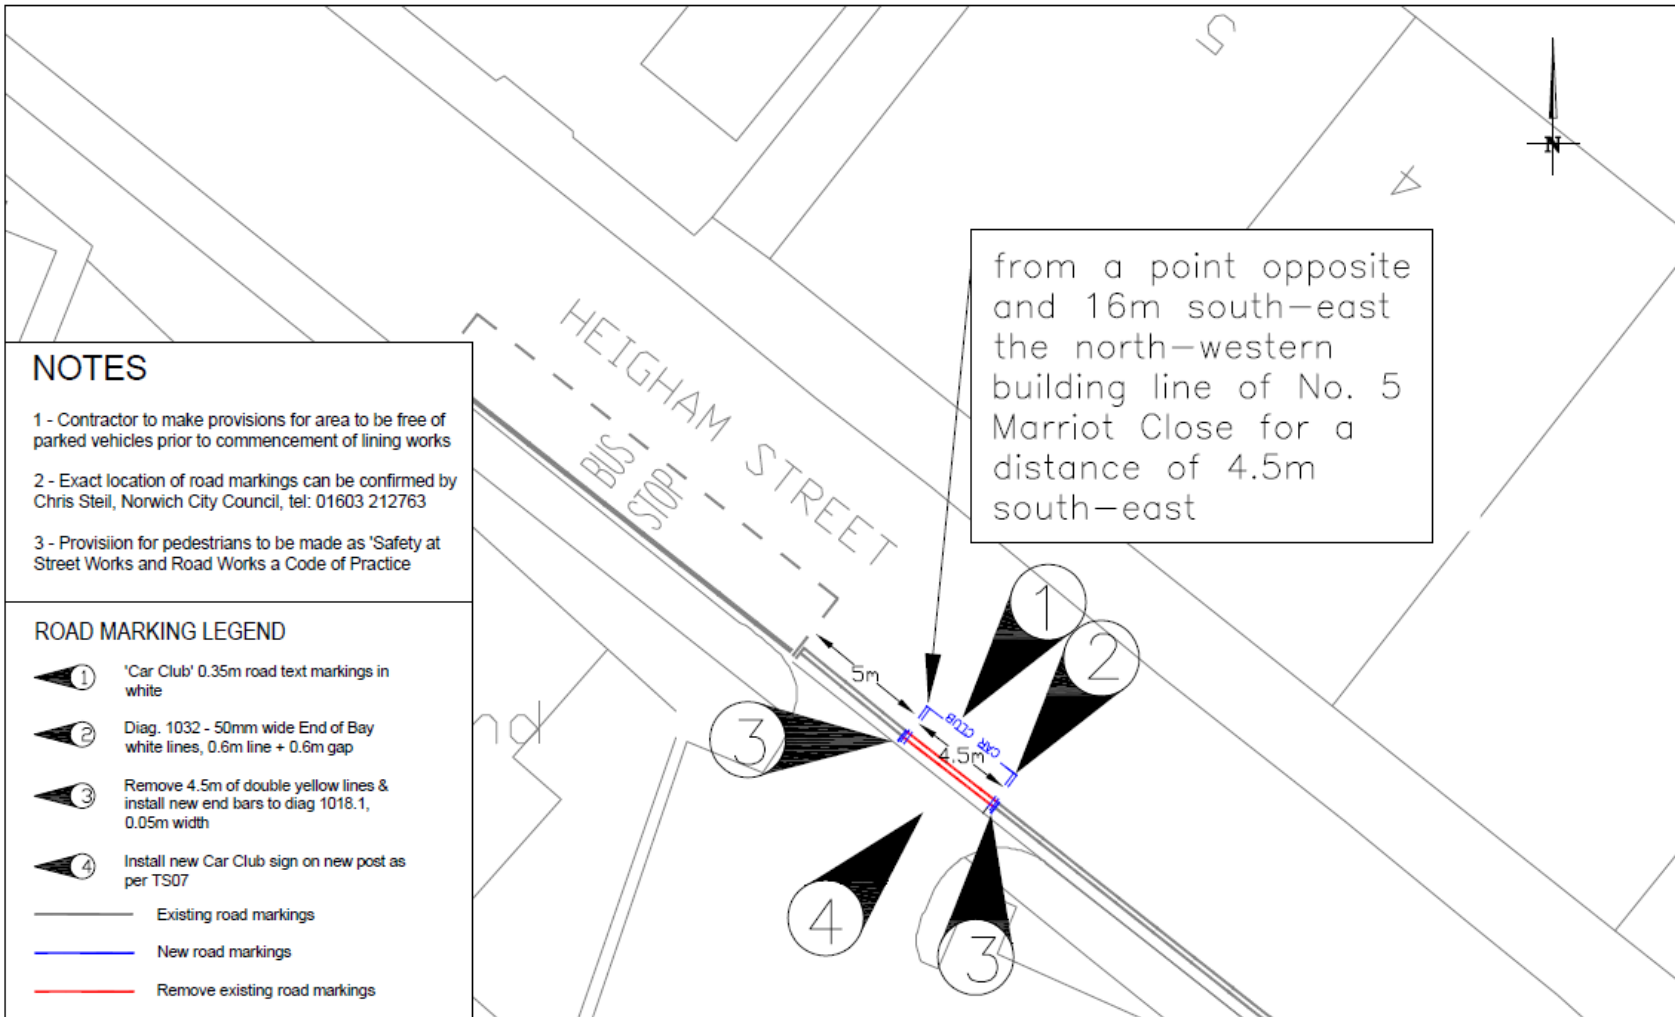 5
N
4
from a point opposite
and 16m south-east
the north-western
building line of No. 5
Marriot Close for a
distance of 4.5m
south-east
HEIGHAM STREET
BUS
STOP
NOTES
1 - Contractor to make provisions for area to be free of
parked vehicles prior to commencement of lining works
2 - Exact location of road markings can be confirmed by
Chris Steil, Norwich City Council, tel: 01603 212763
3 - Provisiion for pedestrians to be made as 'Safety at
Street Works and Road Works a Code of Practice
ROAD MARKING LEGEND
1
'Car Club' 0.35m road text markings in
white
2
Diag. 1032 - 50mm wide End of Bay
white lines, 0.6m line + 0.6m gap
3
Remove 4.5m of double yellow lines &
install new end bars to diag 1018.1,
0.05m width
4
Install new Car Club sign on new post as
per TS07
Existing road markings
New road markings
Remove existing road markings
nd
1
2
5m
CAR CLUB
4.5m
3
4
3